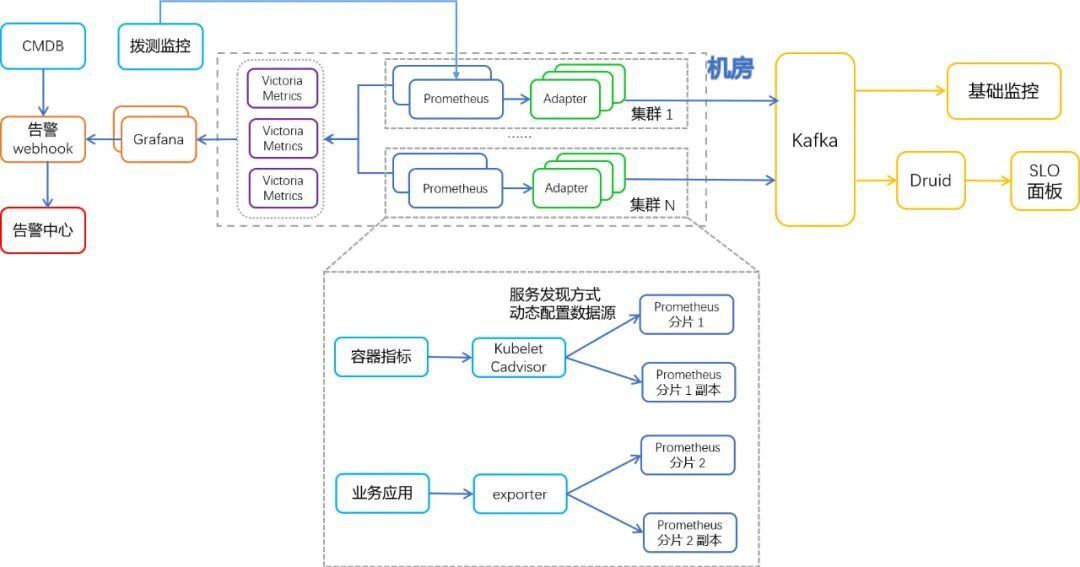 CMDB
拨测监控
告警
webhook
告警中心
Grafana
Victoria
Metrics
Victoria
Metrics
Victoria
Metrics
Prometheus
Adapter
集群 1
……
Prometheus
Adapter
集群 N
机房
Kafka
基础监控
Druid
SLO
面板
服务发现方式
动态配置数据源
容器指标
Kubelet
Cadvisor
Prometheus
分片 1
Prometheus
分片 1 副本
业务应用
exporter
Prometheus
分片 2
Prometheus
分片 2 副本